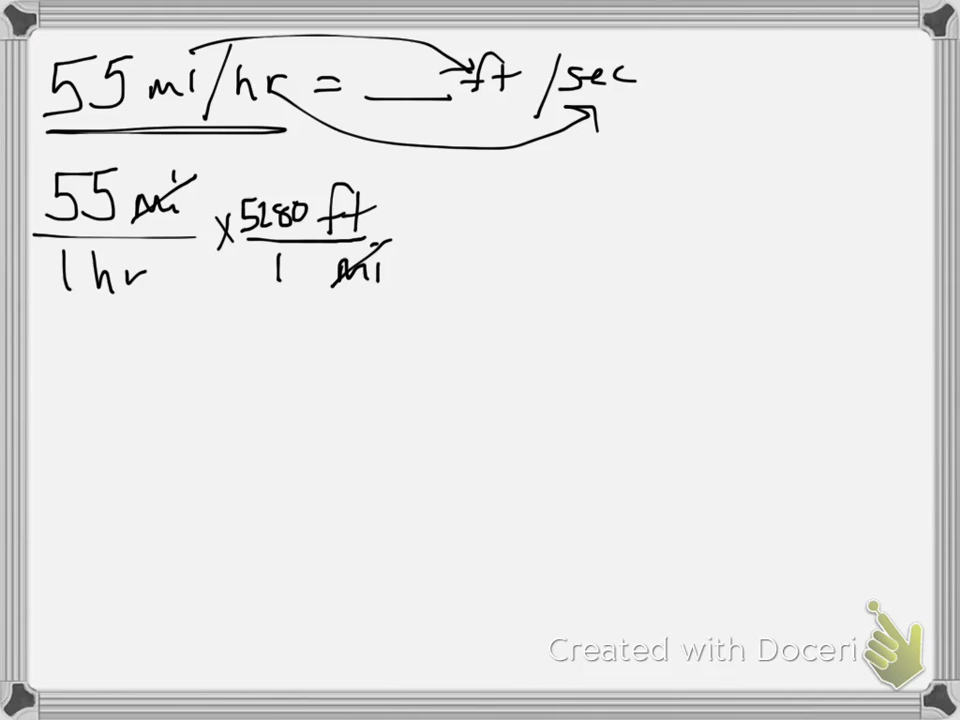 55 mi/hr = ___ ft/sec
55 mi × 5280 ft
1 hr 1 mi
Created with Doceri